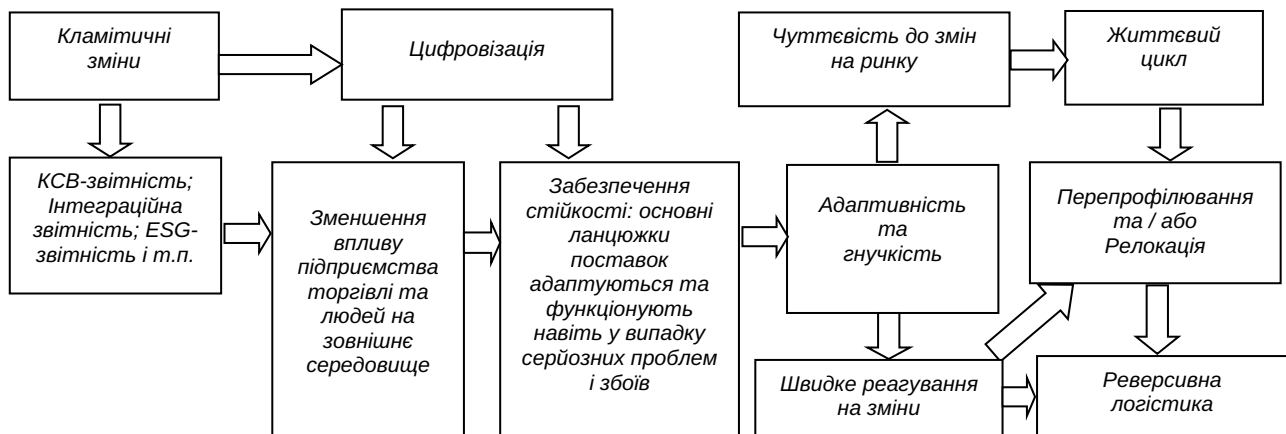 Кламітичні
зміни
Цифровізація
Чуттєвість до змін
на ринку
Життєвий
цикл
КСВ-звітність;
Інтеграційна
звітність; ESG-
звітність і т.п.
Зменшення
впливу
підприємства
торгівлі та
людей на
зовнішнє
середовище
Забезпечення
стійкості: основні
ланцюжки
поставок
адаптуються та
функціонують
навіть у випадку
серйозних проблем
і збоїв
Адаптивність
та
гнучкість
Перепрофілювання
та / або
Релокація
Швидке реагування
на зміни
Реверсивна
логістика